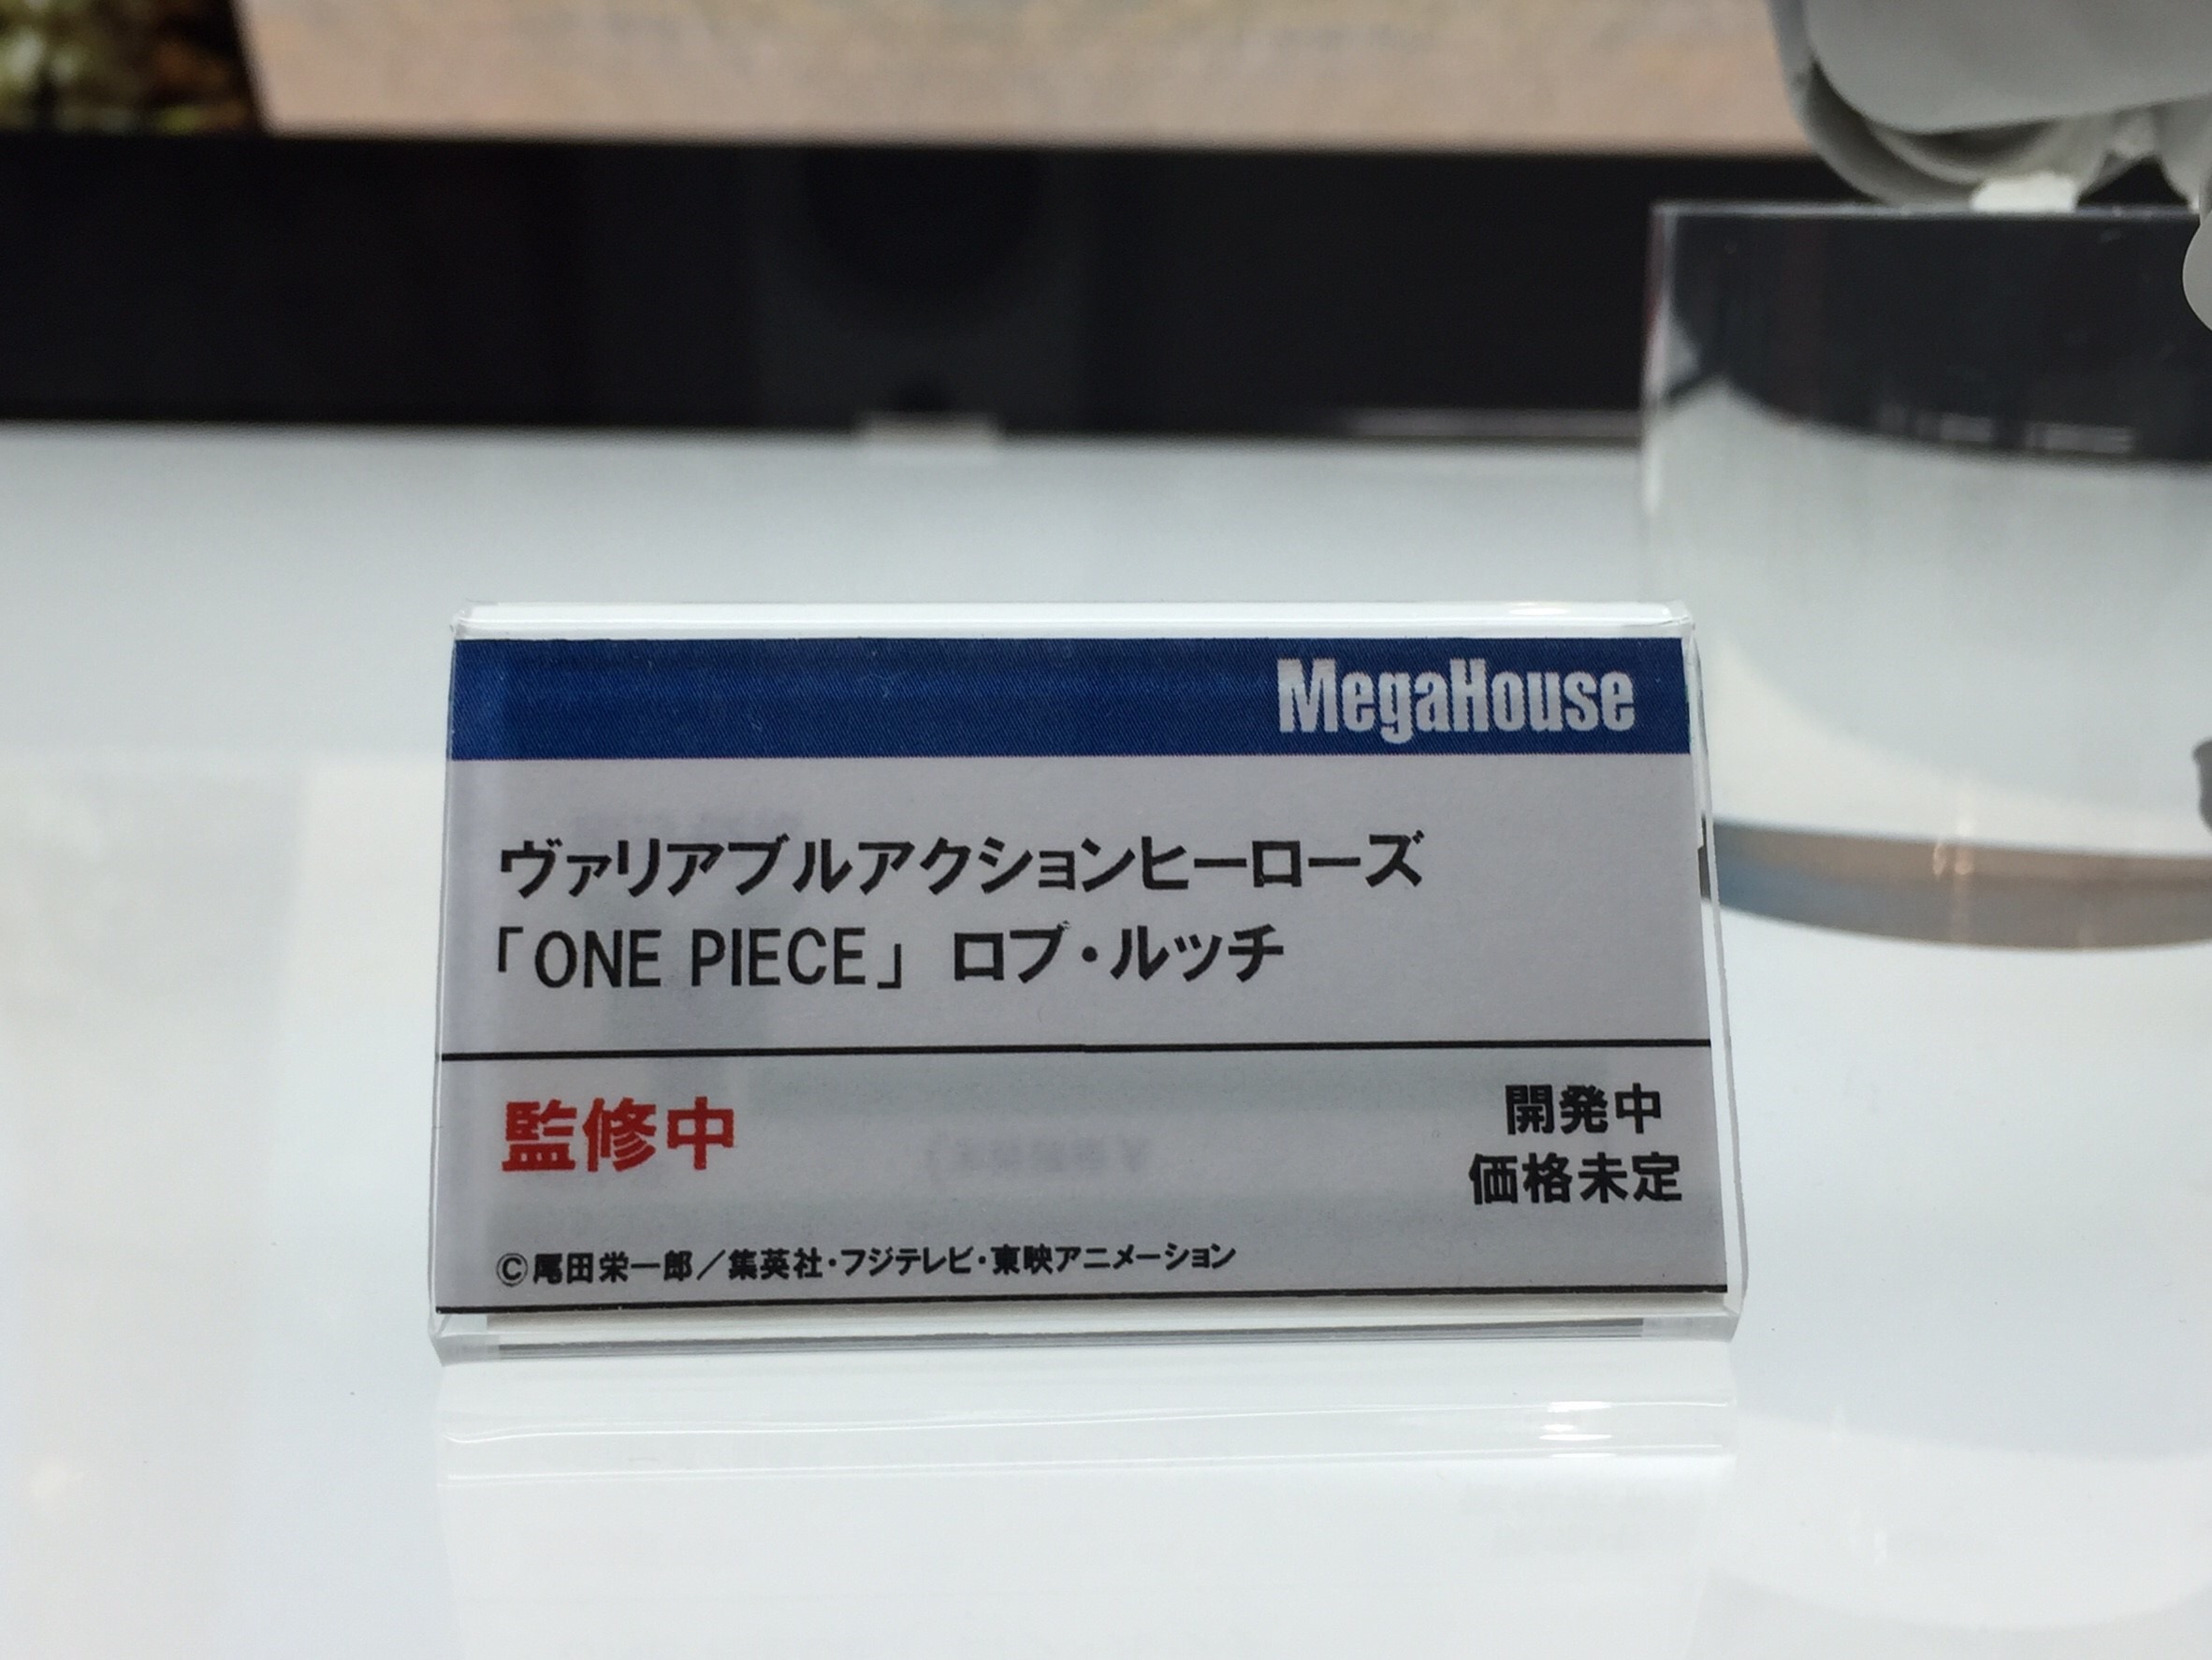 MegaHouse
ヴァリアブルアクションヒーローズ
「ONE PIECE」 ロブ・ルッチ
監修中
開発中
価格未定
©尾田栄一郎／集英社・フジテレビ・東映アニメーション